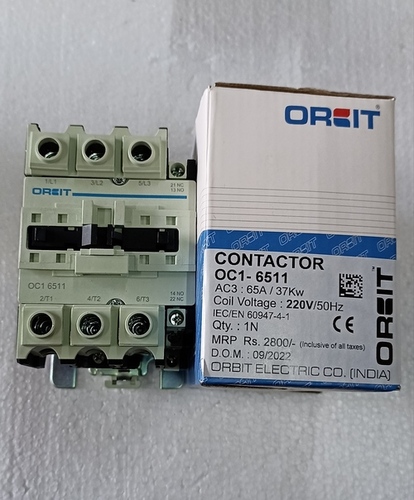 1/L1 3/L2 5/L3
21 NC
13 NO
ORBIT
OC1 6511
14 NO
22 NC
2/T1 4/T2 6/T3
ORBIT
CONTACTOR
OC1- 6511
AC3 : 65A / 37Kw
Coil Voltage : 220V/50Hz
IEC/EN 60947-4-1
Qty. : 1N
CE
MRP Rs. 2800/- (Inclusive of all taxes)
D.O.M. : 09/2022
ORBIT ELECTRIC CO. (INDIA)
ORBIT